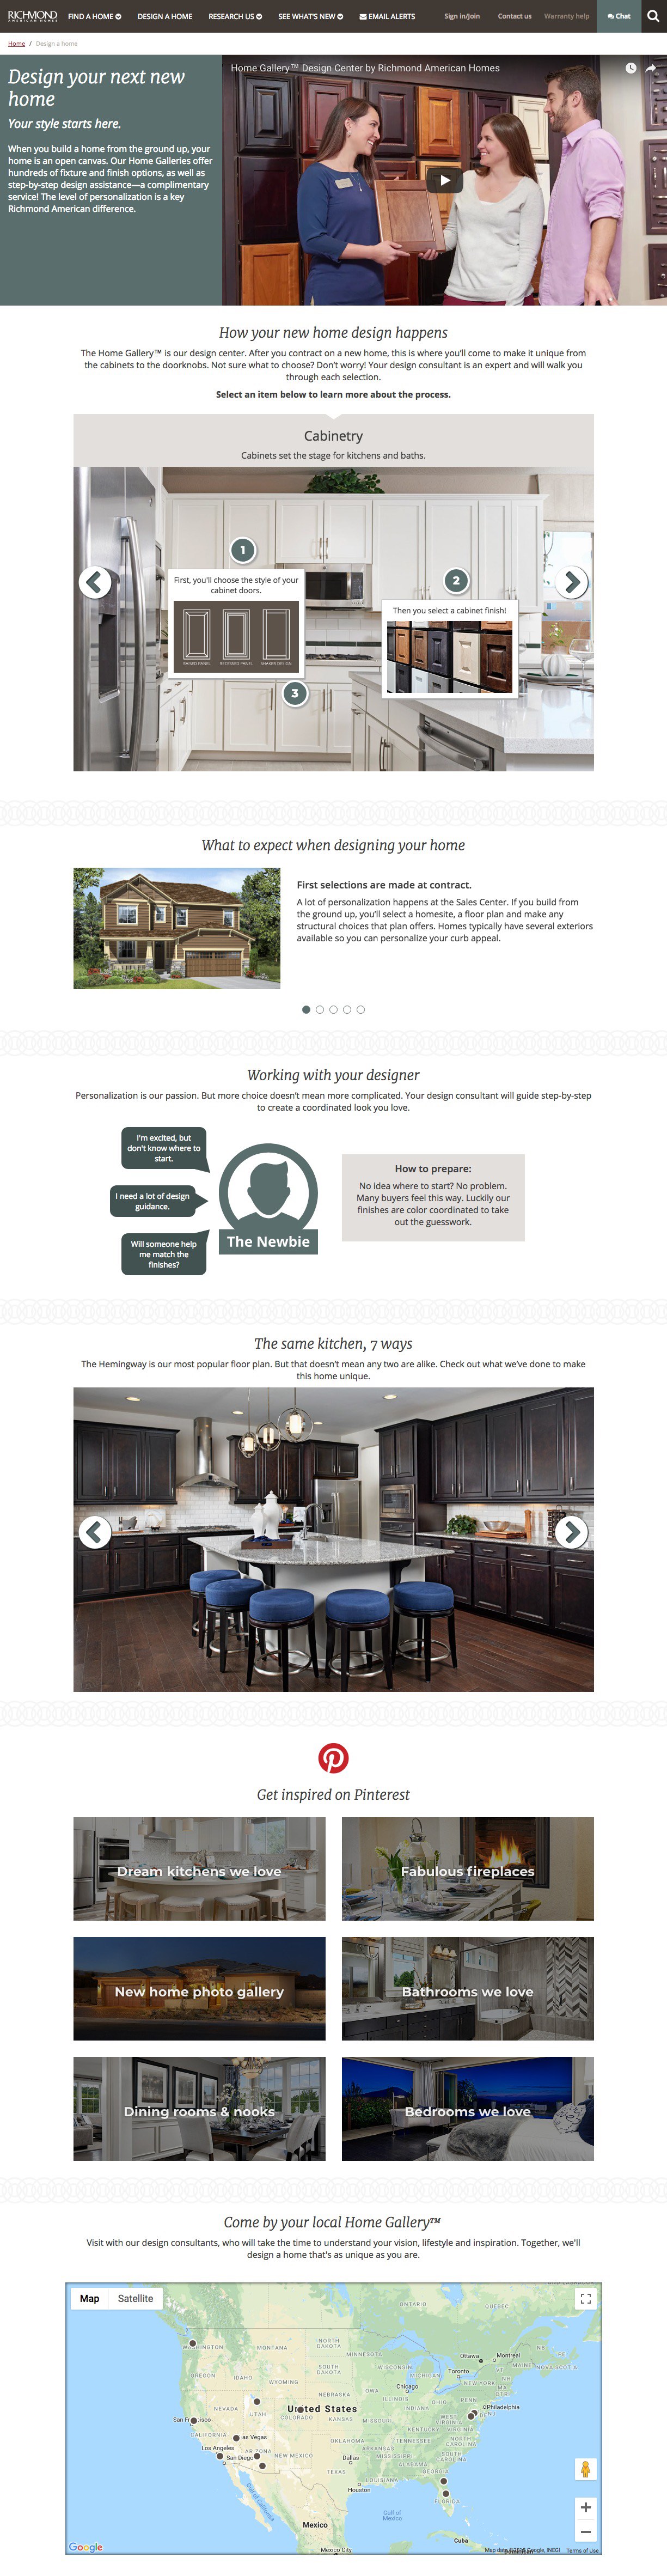 RICHMOND
AMERICAN HOMES
FIND A HOME
DESIGN A HOME
RESEARCH US
SEE WHAT'S NEW
EMAIL ALERTS
Sign in/Join
Contact us
Warranty help
Chat
Home / Design a home
Design your next new
home
Your style starts here.
When you build a home from the ground up, your
home is an open canvas. Our Home Galleries offer
hundreds of fixture and finish options, as well as
step-by-step design assistance—a complimentary
service! The level of personalization is a key
Richmond American difference.
Home Gallery™ Design Center by Richmond American Homes
How your new home design happens
The Home Gallery™ is our design center. After you contract on a new home, this is where you'll come to make it unique from
the cabinets to the doorknobs. Not sure what to choose? Don't worry! Your design consultant is an expert and will walk you
through each selection.
Select an item below to learn more about the process.
Cabinetry
Cabinets set the stage for kitchens and baths.
1
First, you'll choose the style of your
cabinet doors.
RAISED PANEL
RECESSED PANEL
SHAKER DESIGN
2
Then you select a cabinet finish!
3
What to expect when designing your home
First selections are made at contract.
A lot of personalization happens at the Sales Center. If you build from
the ground up, you'll select a homesite, a floor plan and make any
structural choices that plan offers. Homes typically have several exteriors
available so you can personalize your curb appeal.
Working with your designer
Personalization is our passion. But more choice doesn't mean more complicated. Your design consultant will guide step-by-step
to create a coordinated look you love.
I'm excited, but
don't know where to
start.
I need a lot of design
guidance.
Will someone help
me match the
finishes?
The Newbie
How to prepare:
No idea where to start? No problem.
Many buyers feel this way. Luckily our
finishes are color coordinated to take
out the guesswork.
The same kitchen, 7 ways
The Hemingway is our most popular floor plan. But that doesn't mean any two are alike. Check out what we've done to make
this home unique.
Get inspired on Pinterest
Dream kitchens we love
Fabulous fireplaces
New home photo gallery
Bathrooms we love
Dining rooms & nooks
Bedrooms we love
Come by your local Home Gallery™
Visit with our design consultants, who will take the time to understand your vision, lifestyle and inspiration. Together, we'll
design a home that's as unique as you are.
Map
Satellite
ONTARIO
QUEBEC
WASHINGTON
MONTANA
NORTH
DAKOTA
MINNESOTA
Ottawa
Montreal
NB
PE
MAINE
NOVA SCOTIA
OREGON
IDAHO
SOUTH
DAKOTA
WISCONSIN
MICHIGAN
Toronto
VT
NH
WYOMING
NEW YORK
MA
CT
RI
NEBRASKA
IOWA
Chicago
PENN
NEVADA
UTAH
United States
COLORADO
KANSAS
MISSOURI
ILLINOIS
INDIANA
OHIO
Philadelphia
NJ
DE
San Francisco
WEST
VIRGINIA
CALIFORNIA
KENTUCKY
VIRGINIA
Las Vegas
OKLAHOMA
TENNESSEE
NORTH
CAROLINA
Los Angeles
ARIZONA
NEW MEXICO
ARKANSAS
San Diego
Dallas
MISSISSIPPI
SOUTH
CAROLINA
ALABAMA
TEXAS
LOUISIANA
GEORGIA
Houston
FLORIDA
Gulf of
California
Gulf of
Mexico
Mexico
Mexico City
Cuba
Google
Map data ©2018 Google, INEGI
Terms of Use